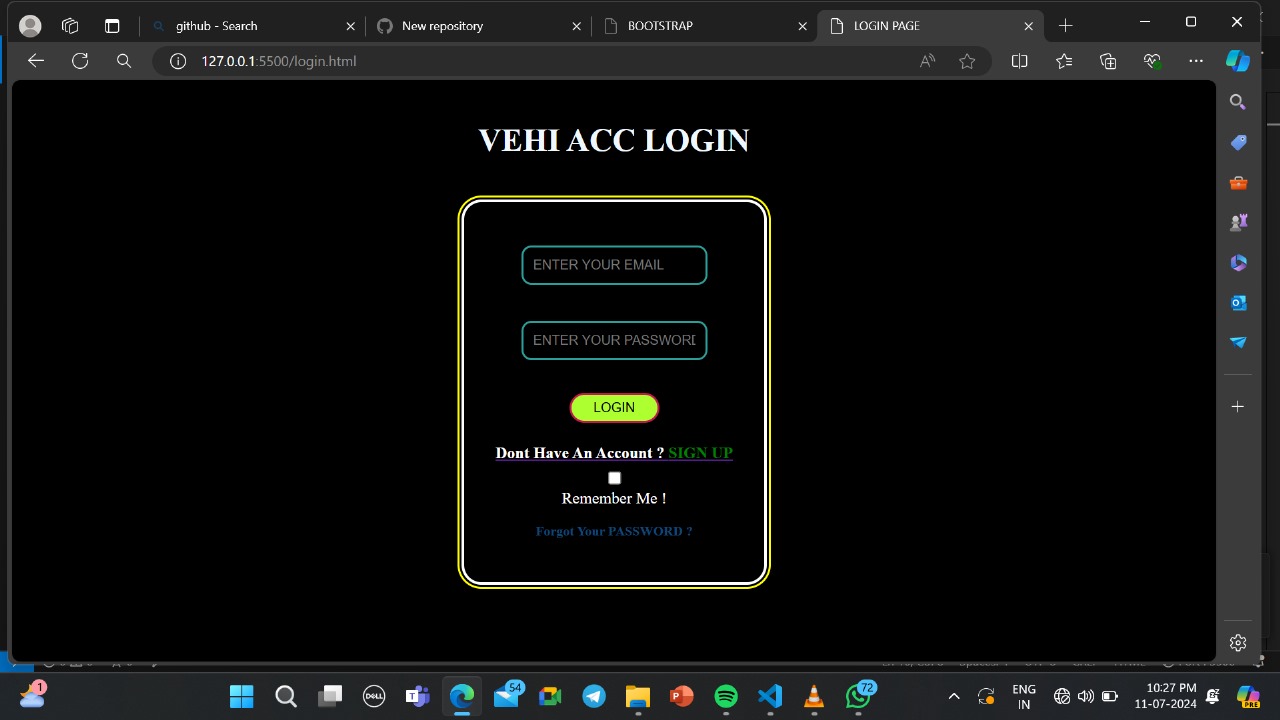 github - Search
New repository
BOOTSTRAP
LOGIN PAGE
127.0.0.1:5500/login.html
VEHI ACC LOGIN
ENTER YOUR EMAIL
ENTER YOUR PASSWORD
LOGIN
Dont Have An Account ? SIGN UP
Remember Me !
Forgot Your PASSWORD ?
1
DELL
T
54
P
72
ENG
IN
10:27 PM
11-07-2024
PRE